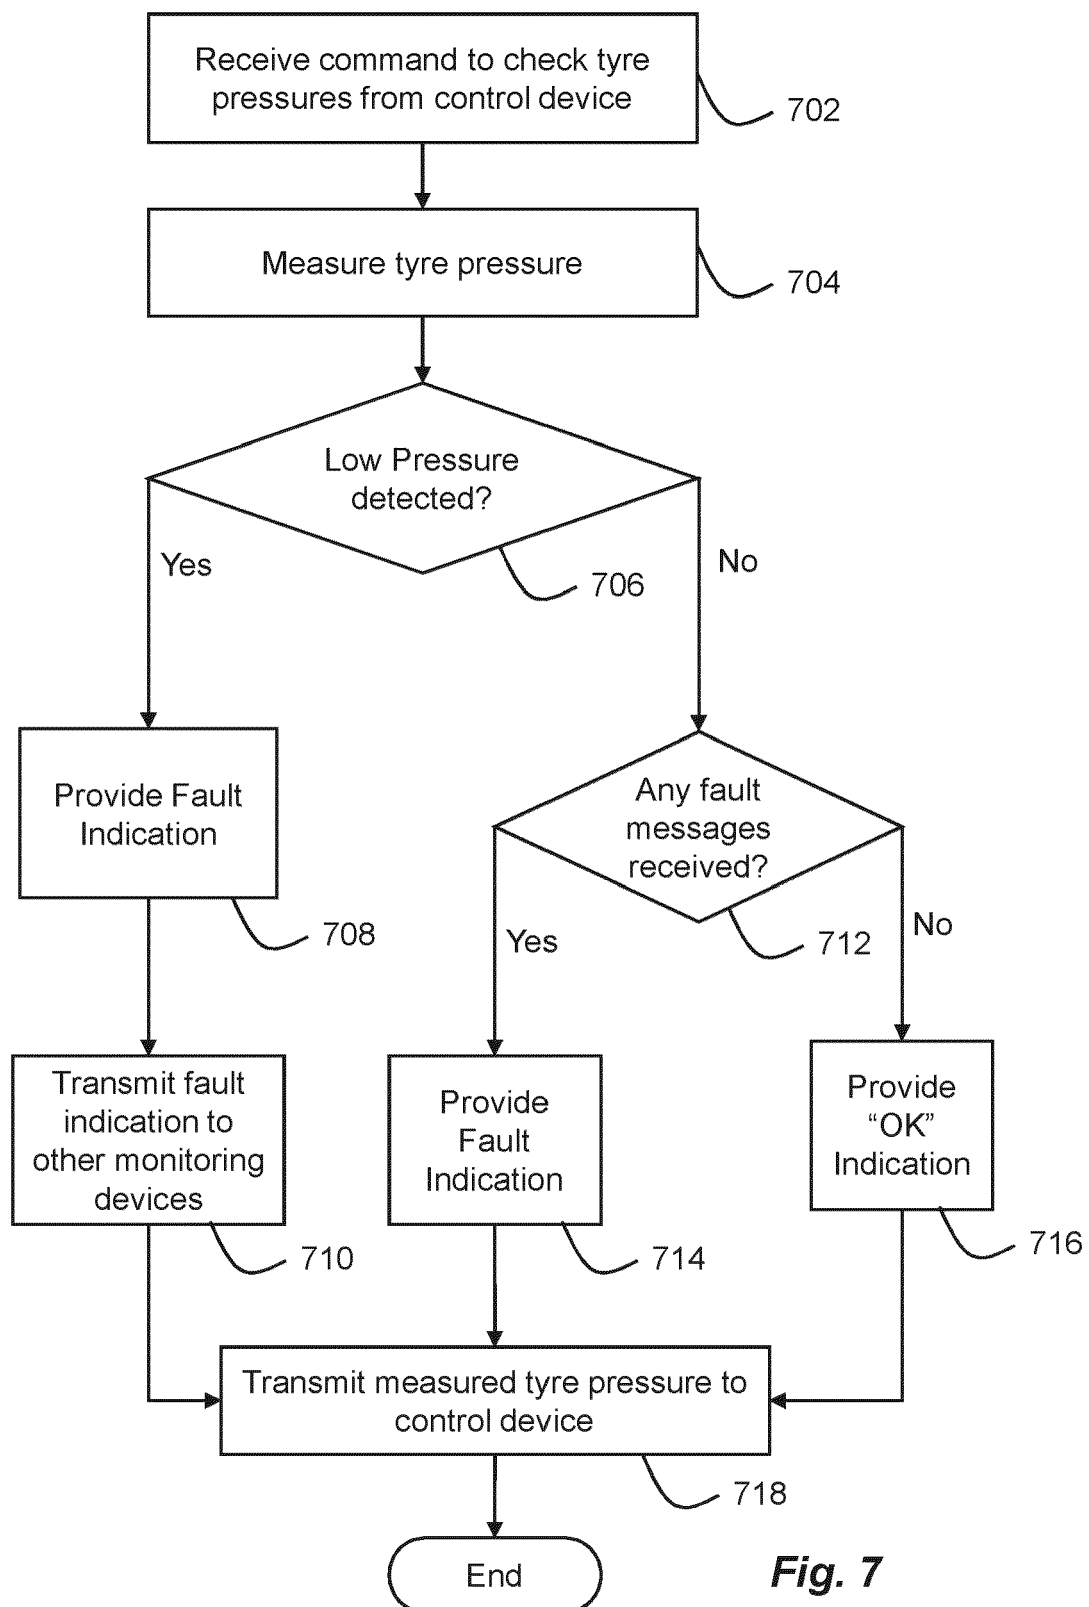 Receive command to check tyre
pressures from control device
702
Measure tyre pressure
704
Low Pressure
detected?
706
Yes
No
Provide Fault
Indication
708
Any fault
messages
received?
712
Yes
No
Transmit fault
indication to
other monitoring
devices
710
Provide
Fault
Indication
714
Provide
“OK”
Indication
716
Transmit measured tyre pressure to
control device
718
End
Fig. 7